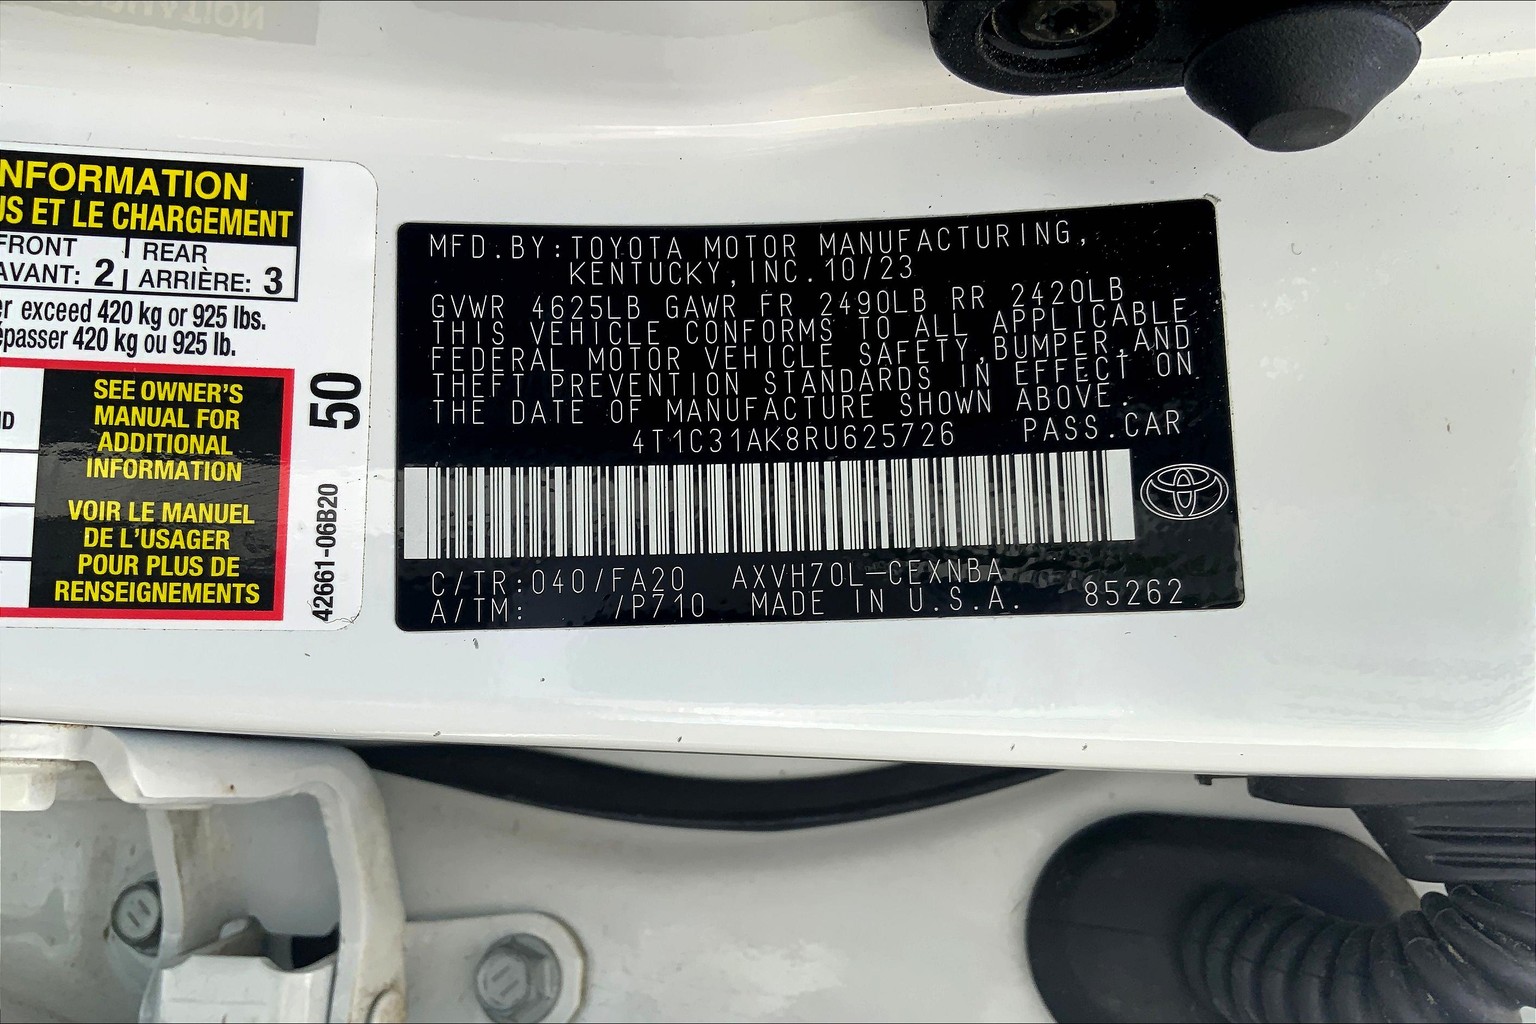 NFORMATION
US ET LE CHARGEMENT
FRONT
AVANT: 2
REAR
ARRIÈRE: 3
er exceed 420 kg or 925 lbs.
épasser 420 kg ou 925 lb.
SEE OWNER'S
MANUAL FOR
ADDITIONAL
INFORMATION
VOIR LE MANUEL
DE L'USAGER
POUR PLUS DE
RENSEIGNEMENTS
50
42661-06B20
MFD.BY:TOYOTA MOTOR MANUFACTURING,
KENTUCKY,INC.10/23
GVWR 4625LB GAWR FR 2490LB RR 2420LB
THIS VEHICLE CONFORMS TO ALL APPLICABLE
FEDERAL MOTOR VEHICLE SAFETY,BUMPER,AND
THEFT PREVENTION STANDARDS IN EFFECT ON
THE DATE OF MANUFACTURE SHOWN ABOVE.
4T1C31AK8RU625726 PASS.CAR
C/TR:040/FA20 AXVH70L-CEXNBA
A/TM: /P710 MADE IN U.S.A. 85262